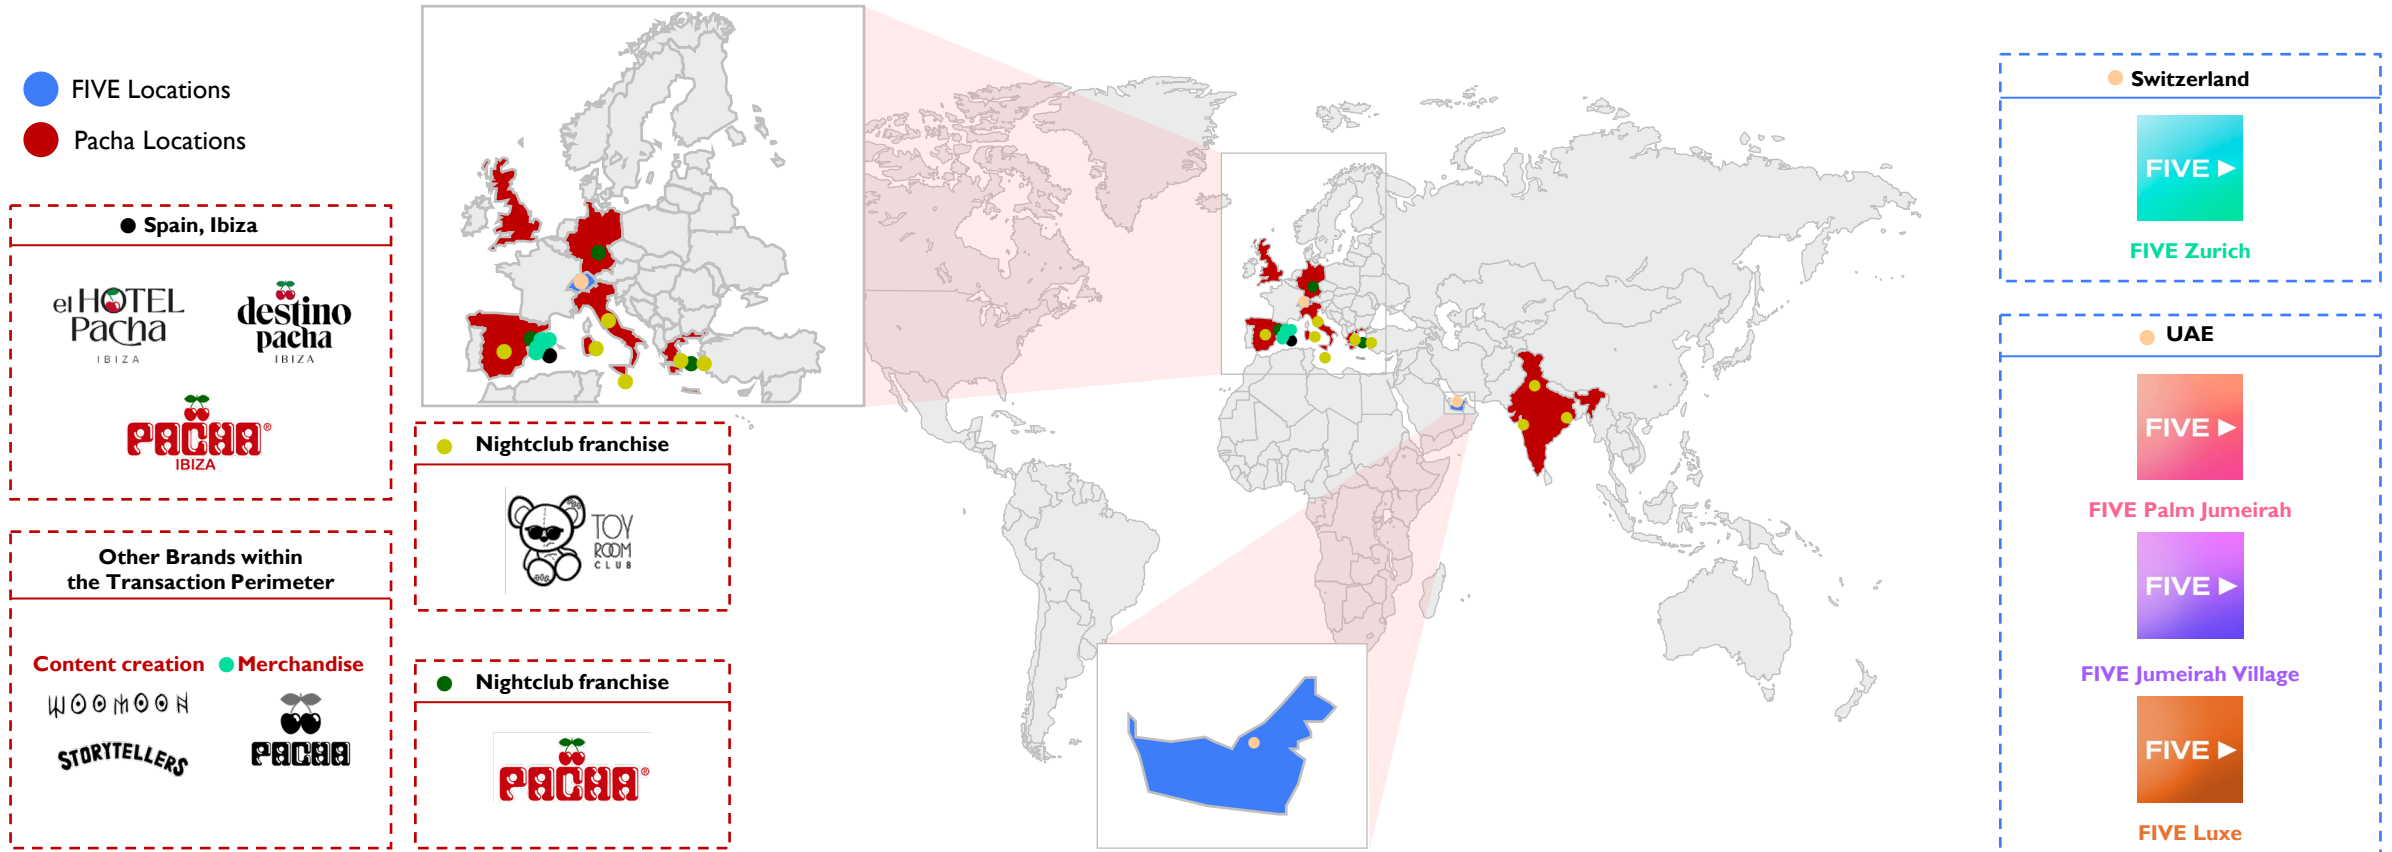 FIVE Locations
Pacha Locations
Spain, Ibiza
el HOTEL
Pacha
IBIZA
destino
pacha
IBIZA
PACHA®
IBIZA
Other Brands within
the Transaction Perimeter
Content creation
WOOMOON
STORYTELLERS
Merchandise
PACHA
Nightclub franchise
TOY
ROOM
CLUB
Nightclub franchise
PACHA®
Switzerland
FIVE
FIVE Zurich
UAE
FIVE
FIVE Palm Jumeirah
FIVE
FIVE Jumeirah Village
FIVE
FIVE Luxe